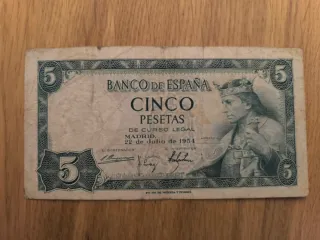 5 BANCO DE ESPAÑA 5
CINCO
PESETAS
DE CURSO LEGAL
MADRID,
22 de Julio de 1954
5